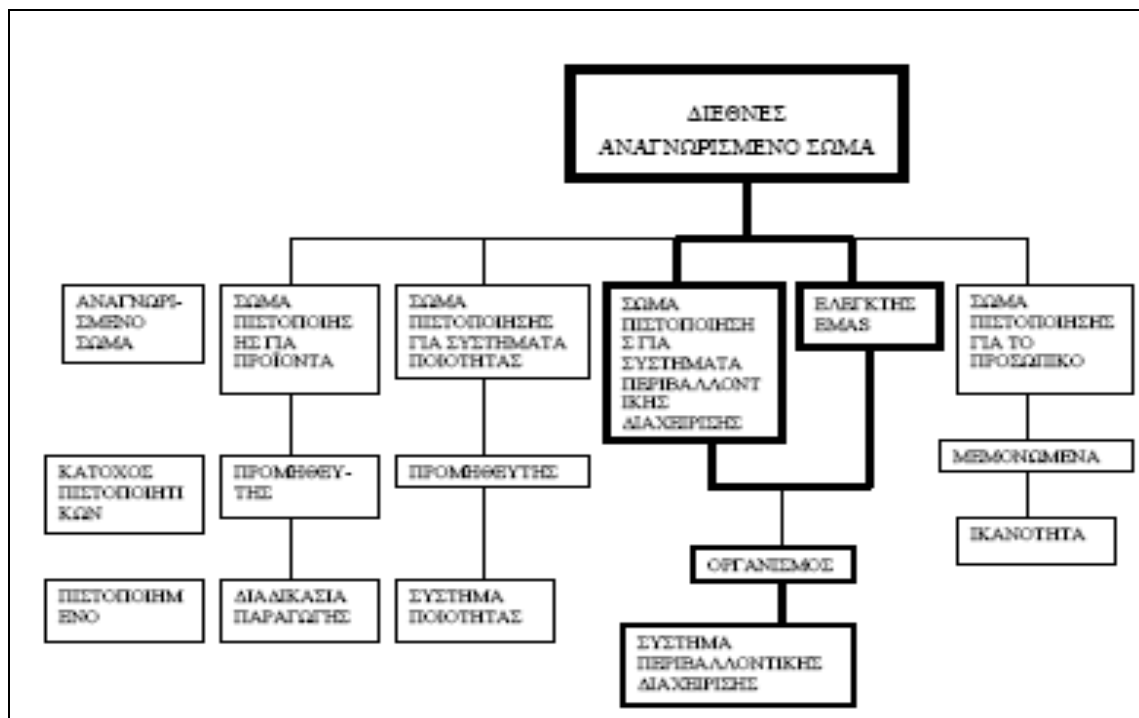 ΔΙΕΘΝΕΣ
ΑΝΑΓΝΩΡΙΣΜΕΝΟ ΣΩΜΑ
ΑΝΑΓΝΩΡΙ-
ΣΜΕΝΟ
ΣΩΜΑ
ΣΩΜΑ
ΠΙΣΤΟΠΟΙΗΣ
ΗΣ ΓΙΑ
ΠΡΟΪΟΝΤΑ
ΣΩΜΑ
ΠΙΣΤΟΠΟΙΗΣΗΣ
ΓΙΑ ΣΥΣΤΗΜΑΤΑ
ΠΟΙΟΤΗΤΑΣ
ΣΩΜΑ
ΠΙΣΤΟΠΟΙΗΣΗ
Σ ΓΙΑ
ΣΥΣΤΗΜΑΤΑ
ΠΕΡΙΒΑΛΛΟΝΤ
ΙΚΗΣ
ΔΙΑΧΕΙΡΙΣΗΣ
ΕΛΕΓΚΤΗΣ
EMAS
ΣΩΜΑ
ΠΙΣΤΟΠΟΙΗΣΗΣ
ΓΙΑ ΤΟ
ΠΡΟΣΩΠΙΚΟ
ΚΑΤΟΧΟΣ
ΠΙΣΤΟΠΟΙΗΤΙ
ΚΩΝ
ΠΡΟΜΗΘΕΥ-
ΤΗΣ
ΠΡΟΜΗΘΕΥΤΗΣ
ΜΕΜΟΝΩΜΕΝΑ
ΙΚΑΝΟΤΗΤΑ
ΟΡΓΑΝΙΣΜΟΣ
ΠΙΣΤΟΠΟΙΗΜ
ΕΝΟ
ΔΙΑΔΙΚΑΣΙΑ
ΠΑΡΑΓΩΓΗΣ
ΣΥΣΤΗΜΑ
ΠΟΙΟΤΗΤΑΣ
ΣΥΣΤΗΜΑ
ΠΕΡΙΒΑΛΛΟΝΤΙΚΗΣ
ΔΙΑΧΕΙΡΙΣΗΣ